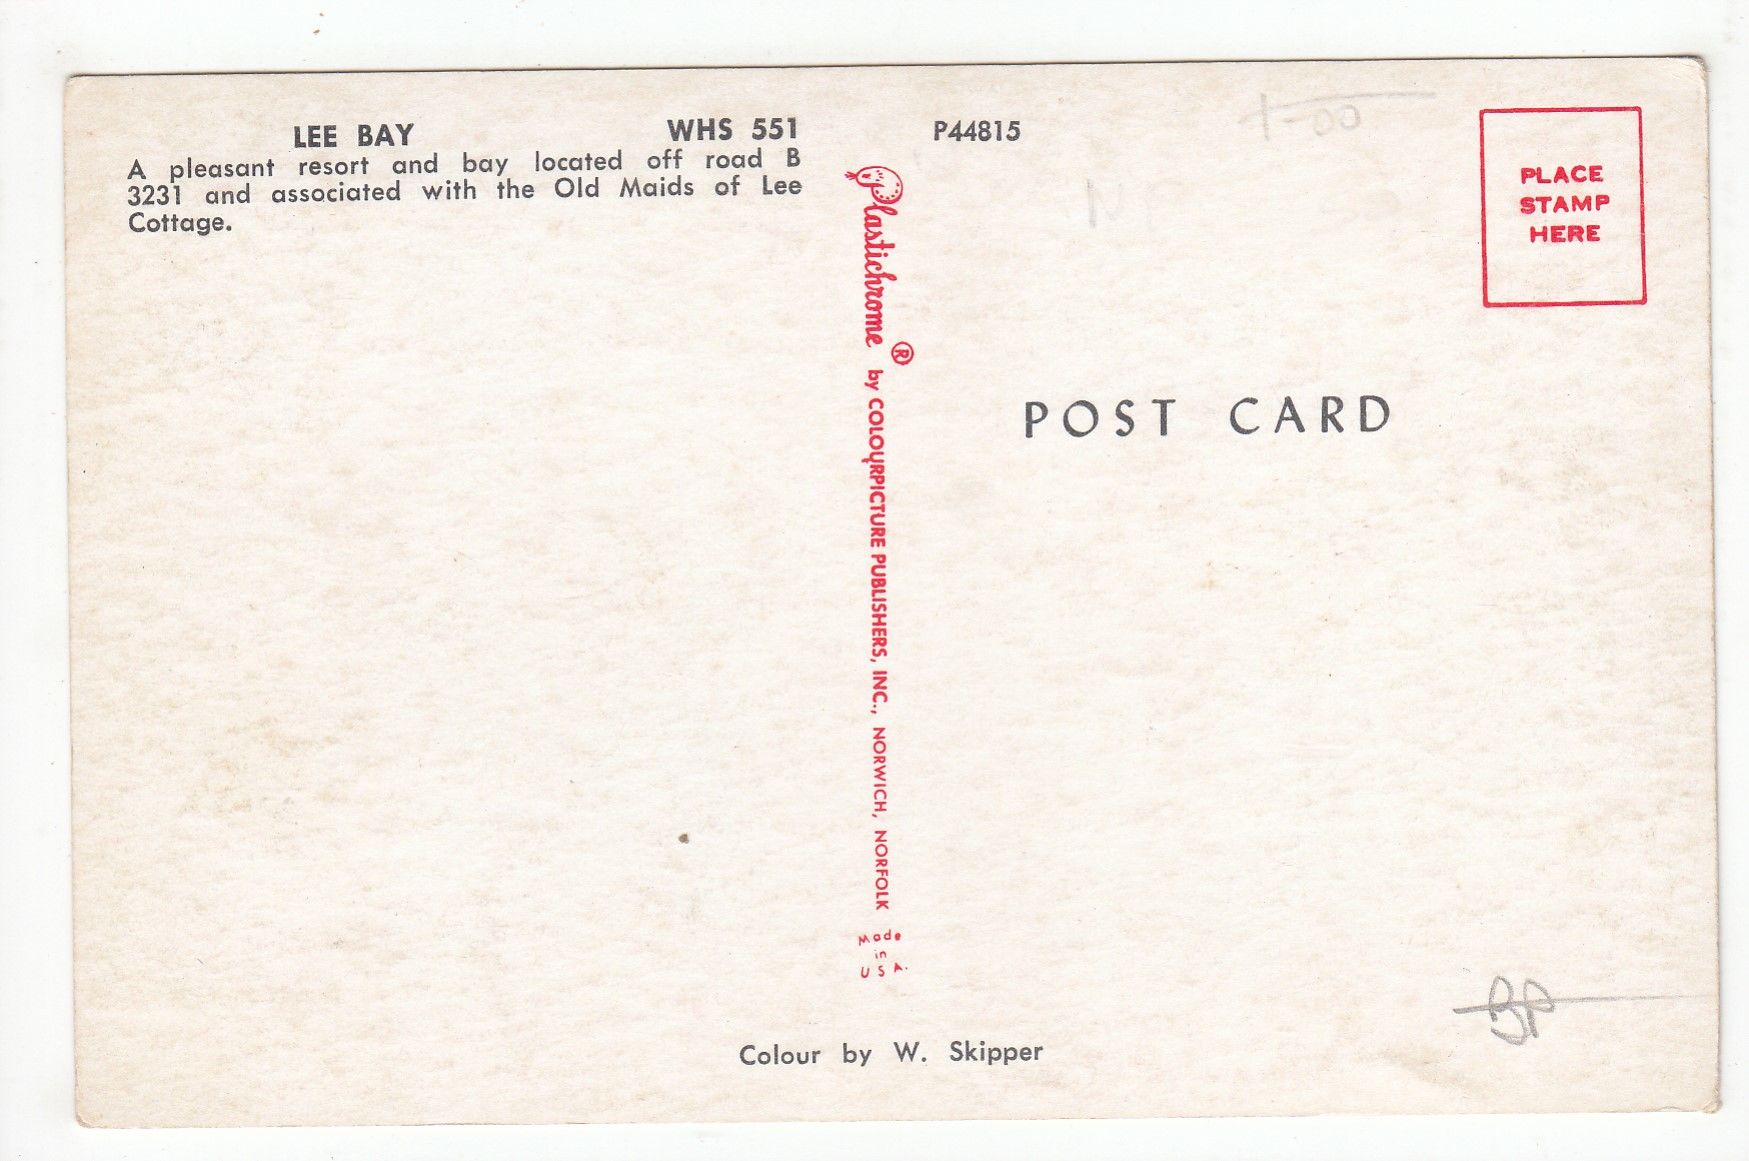 LEE BAY WHS 551
A pleasant resort and bay located off road B
3231 and associated with the Old Maids of Lee
Cottage.
P44815
PLACE
STAMP
HERE
Plastichrome ® by COLOURPICTURE PUBLISHERS, INC., NORWICH, NORFOLK
Made
in
USA.
POST CARD
BP
Colour by W. Skipper